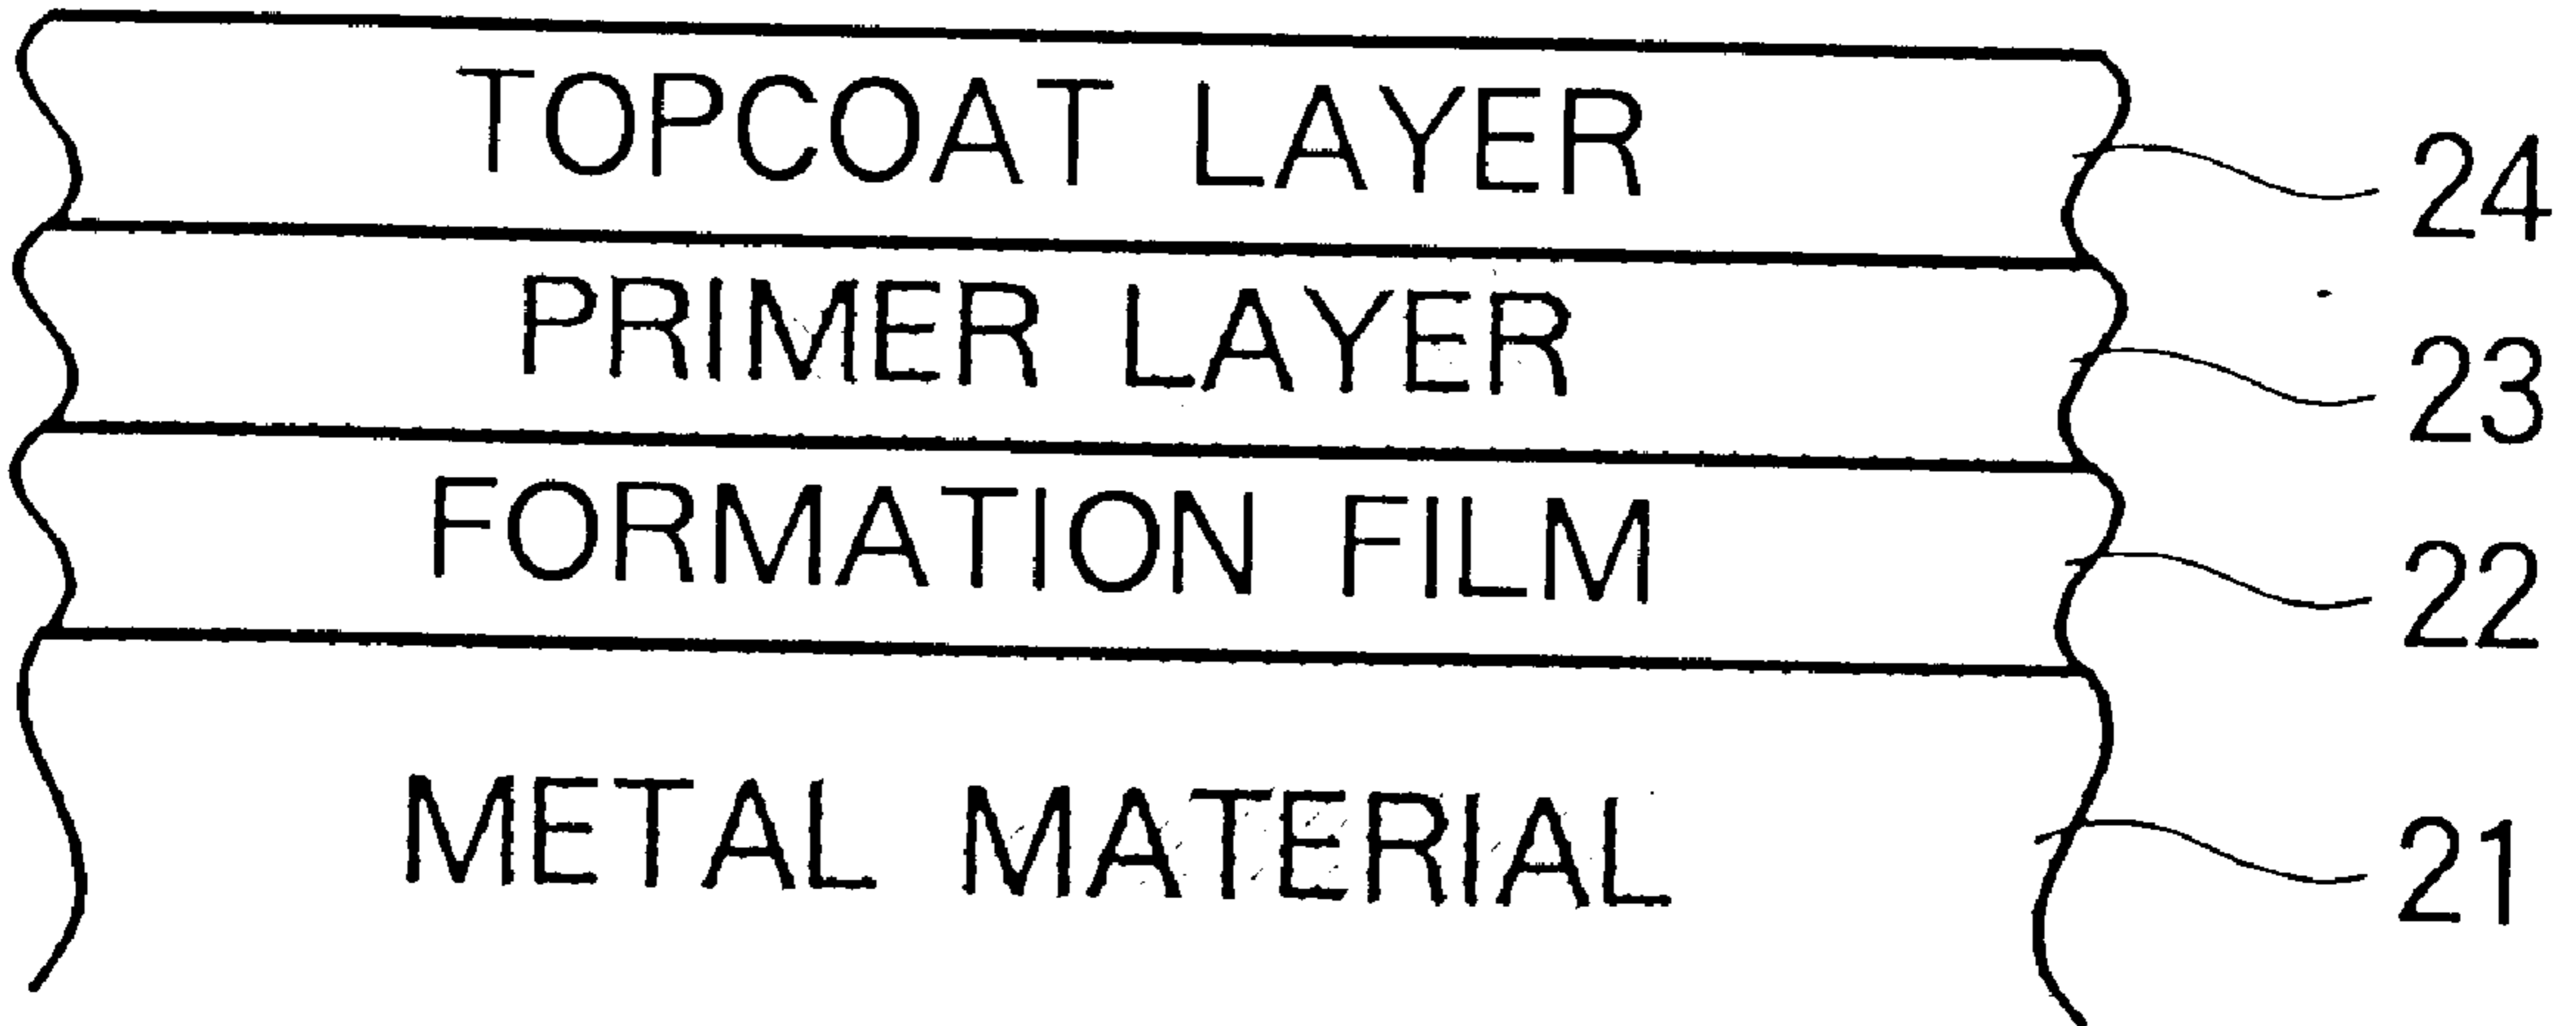 TOPCOAT LAYER 24
PRIMER LAYER 23
FORMATION FILM 22
METAL MATERIAL 21